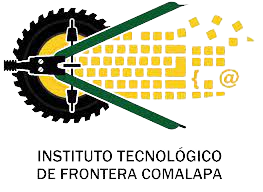 { @
INSTITUTO TECNOLÓGICO
DE FRONTERA COMALAPA